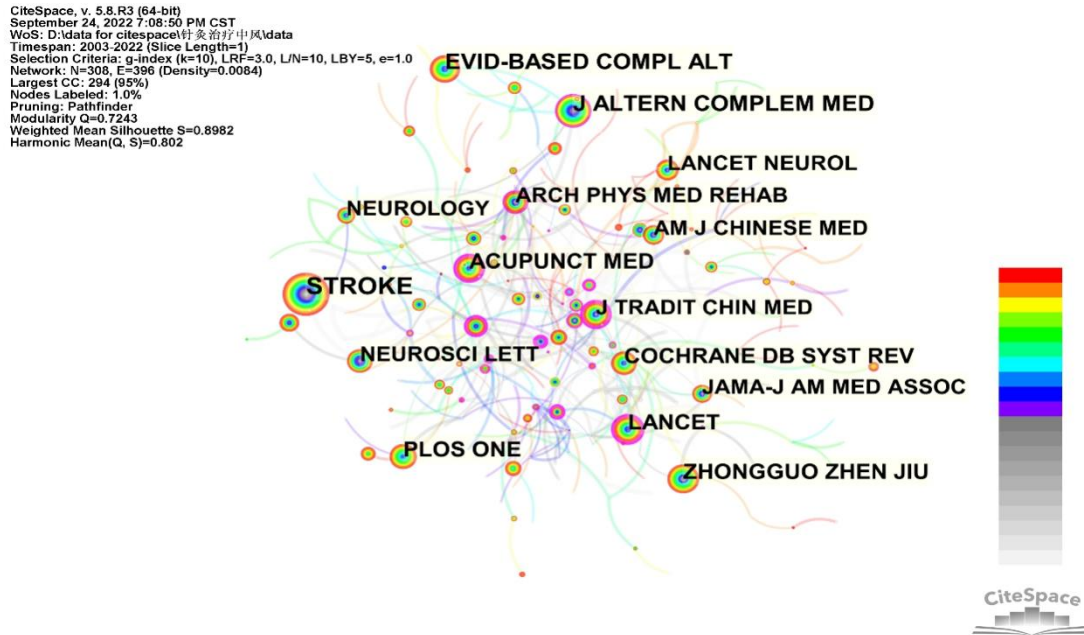 CiteSpace, v. 5.8.R3 (64-bit)
September 24, 2022 7:08:50 PM CST
WoS: D:\data for citespace\针灸治疗中风\data
Timespan: 2003-2022 (Slice Length=1)
Selection Criteria: g-index (k=10), LRF=3.0, L/N=10, LBY=5, e=1.0
Network: N=308, E=396 (Density=0.0084)
Largest CC: 294 (95%)
Nodes Labeled: 1.0%
Pruning: Pathfinder
Modularity Q=0.7243
Weighted Mean Silhouette S=0.8982
Harmonic Mean(Q, S)=0.802
EVID-BASED COMPL ALT
J ALTERN COMPLEM MED
LANCET NEUROL
ARCH PHYS MED REHAB
NEUROLOGY
AM J CHINESE MED
ACUPUNCT MED
STROKE
J TRADIT CHIN MED
NEUROSCI LETT
COCHRANE DB SYST REV
JAMA-J AM MED ASSOC
LANCET
PLOS ONE
ZHONGGUO ZHEN JIU
CiteSpace